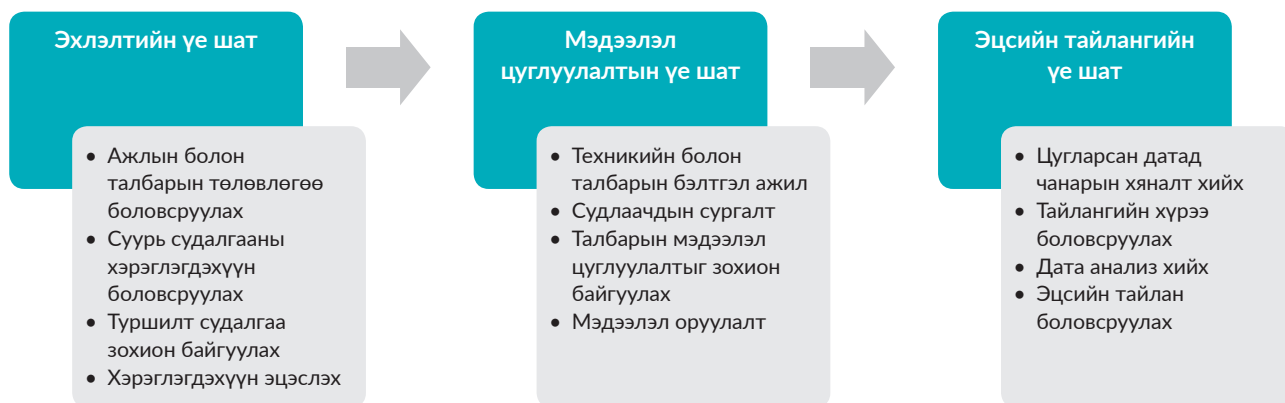 Эхлэлтийн үе шат
• Ажлын болон
талбарын төлөвлөгөө
боловсруулах
• Суурь судалгааны
хэрэглэгдэхүүн
боловсруулах
• Туршилт судалгаа
зохион байгуулах
• Хэрэглэгдэхүүн эцэслэх
Мэдээлэл
цуглуулалтын үе шат
• Техникийн болон
талбарын бэлтгэл ажил
• Судлаачдын сургалт
• Талбарын мэдээлэл
цуглуулалтыг зохион
байгуулах
• Мэдээлэл оруулалт
Эцсийн тайлангийн
үе шат
• Цугларсан датад
чанарын хяналт хийх
• Тайлангийн хүрээ
боловсруулах
• Дата анализ хийх
• Эцсийн тайлан
боловсруулах